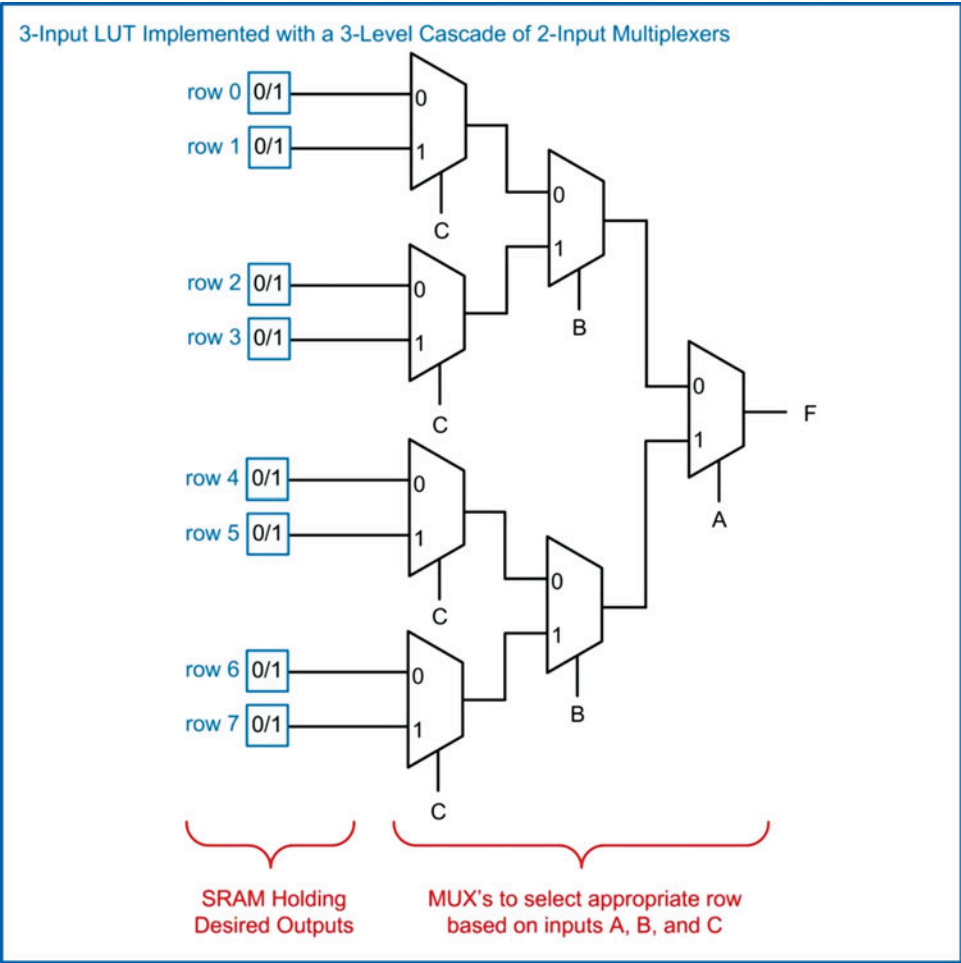 3-Input LUT Implemented with a 3-Level Cascade of 2-Input Multiplexers
row 0 0/1
0
row 1 0/1
1
C
0
1
B
row 2 0/1
0
row 3 0/1
1
C
0
1
F
A
row 4 0/1
0
row 5 0/1
1
C
0
1
B
row 6 0/1
0
row 7 0/1
1
C
SRAM Holding
Desired Outputs
MUX's to select appropriate row
based on inputs A, B, and C